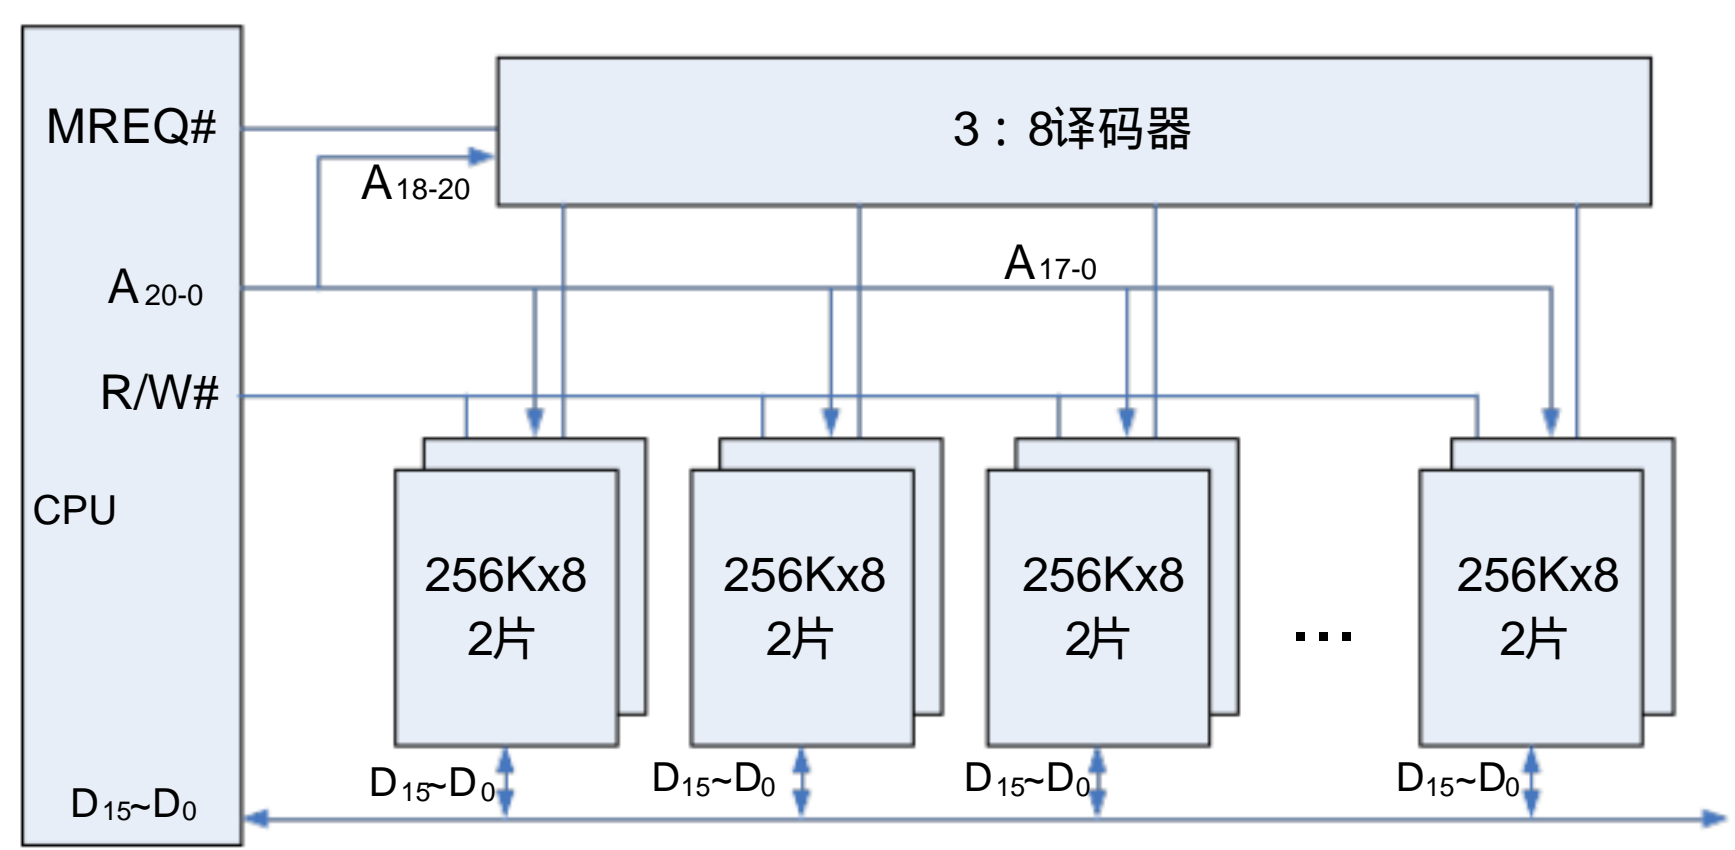 MREQ#
3：8译码器
A18-20
A20-0
A17-0
R/W#
CPU
256Kx8
2片
256Kx8
2片
256Kx8
2片
...
256Kx8
2片
D15~D0
D15~D0
D15~D0
D15~D0
D15~D0